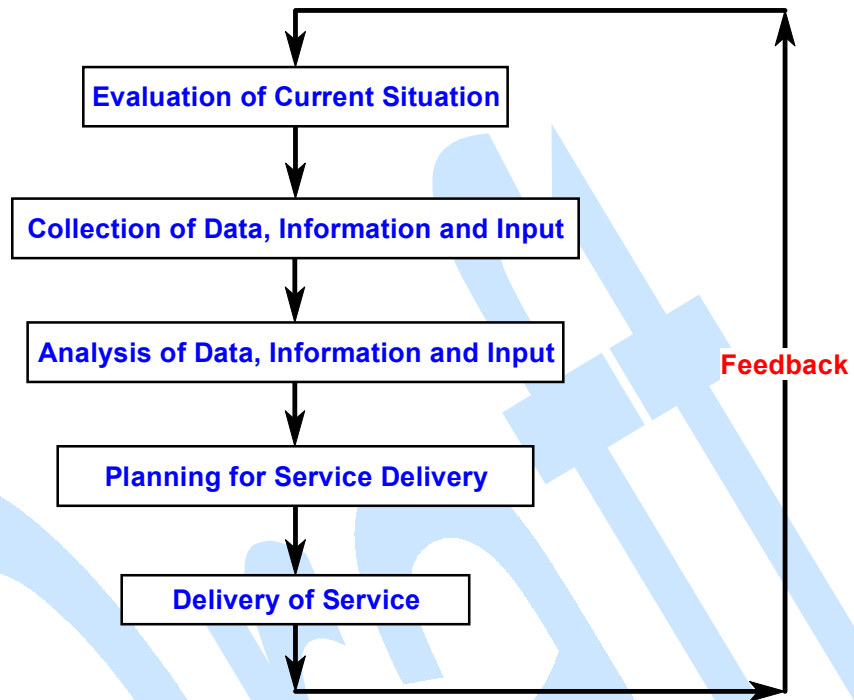 Evaluation of Current Situation
Collection of Data, Information and Input
Analysis of Data, Information and Input
Feedback
Planning for Service Delivery
Delivery of Service
Draft